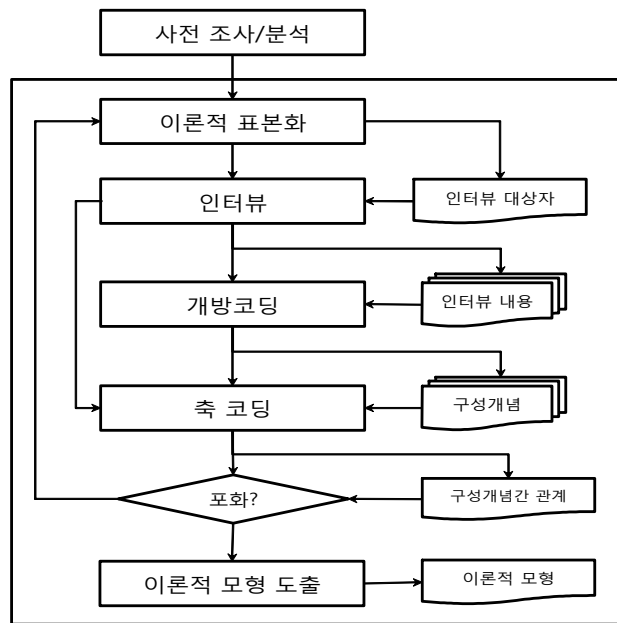 사전 조사/분석
이론적 표본화
인터뷰
인터뷰 대상자
개방코딩
인터뷰 내용
축 코딩
구성개념
포화?
구성개념간 관계
이론적 모형 도출
이론적 모형